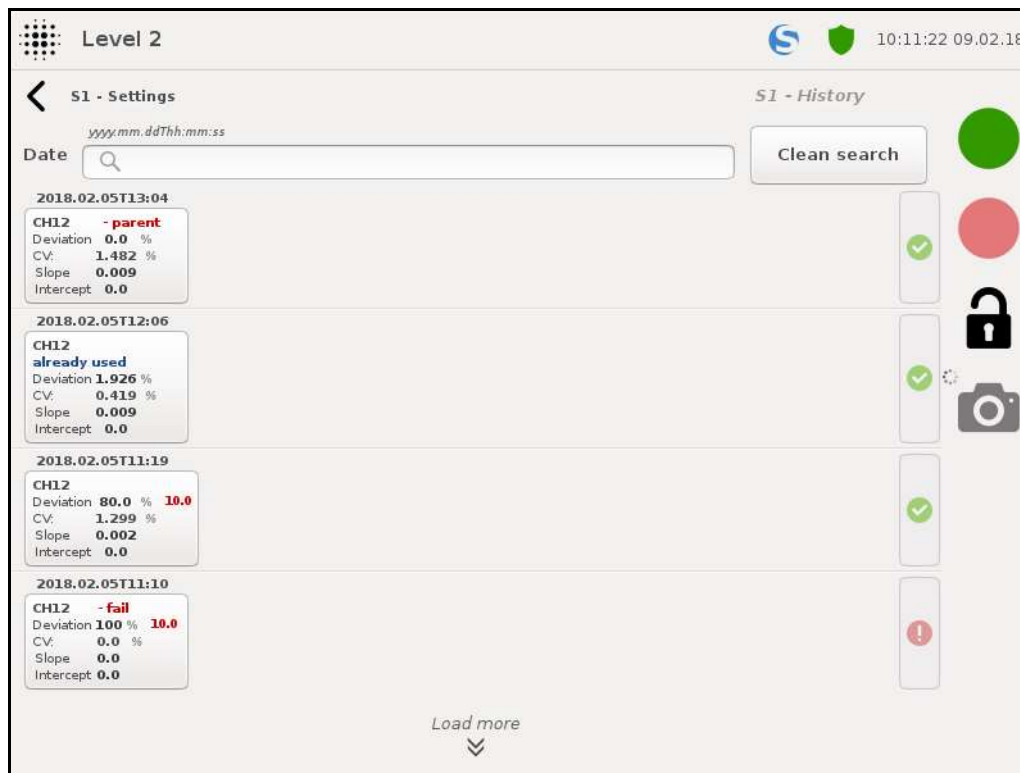 Level 2
10:11:22 09.02.18
S1 - Settings
S1 - History
yyyy.mm.ddThh:mm:ss
Date
Clean search
2018.02.05T13:04
CH12 - parent
Deviation 0.0 %
CV: 1.482 %
Slope 0.009
Intercept 0.0
2018.02.05T12:06
CH12
already used
Deviation 1.926 %
CV: 0.419 %
Slope 0.009
Intercept 0.0
2018.02.05T11:19
CH12
Deviation 80.0 % 10.0
CV: 1.299 %
Slope 0.002
Intercept 0.0
2018.02.05T11:10
CH12 - fail
Deviation 100 % 10.0
CV: 0.0 %
Slope 0.0
Intercept 0.0
Load more